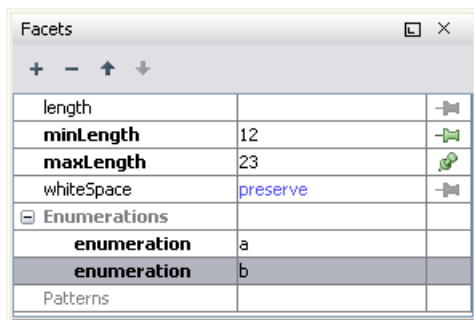 Facets
length
minLength 12
maxLength 23
whiteSpace preserve
Enumerations
enumeration a
enumeration b
Patterns